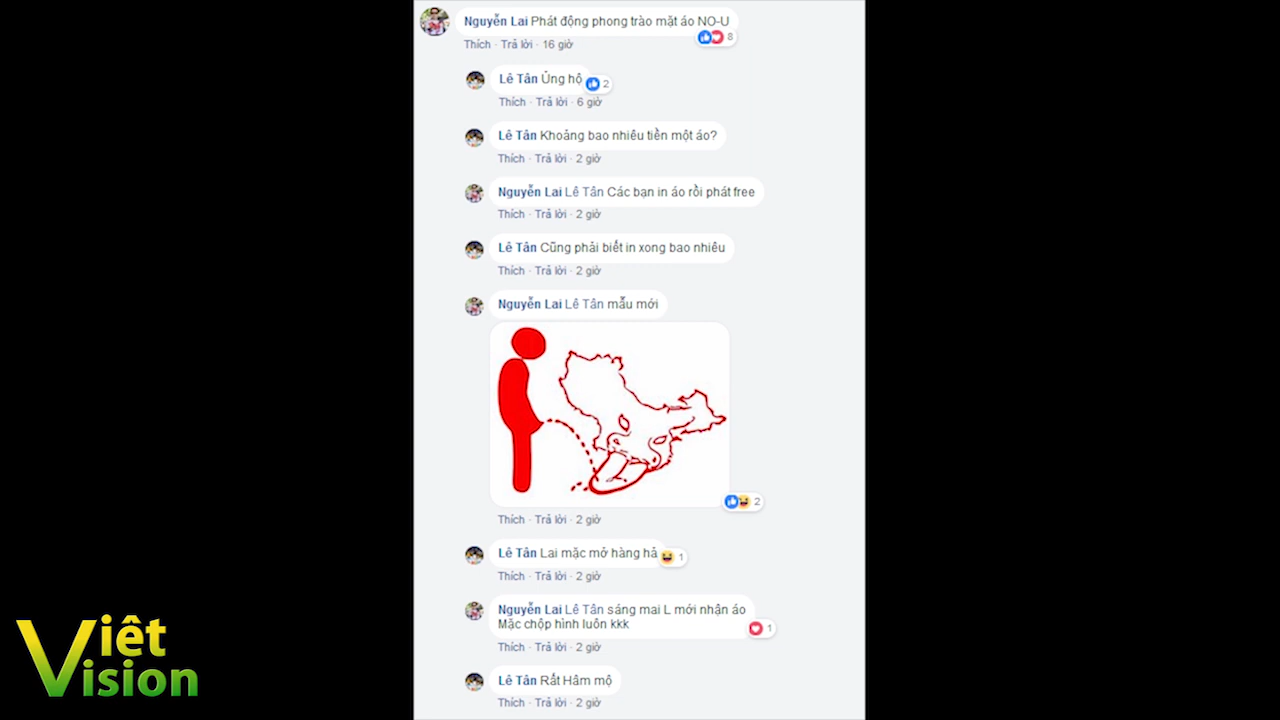 Nguyễn Lai Phát động phong trào mặt áo NO-U
8
Thích · Trả lời · 16 giờ
Lê Tân Ủng hộ
2
Thích · Trả lời · 6 giờ
Lê Tân Khoảng bao nhiêu tiền một áo?
Thích · Trả lời · 2 giờ
Nguyễn Lai Lê Tân Các bạn in áo rồi phát free
Thích · Trả lời · 2 giờ
Lê Tân Cũng phải biết in xong bao nhiêu
Thích · Trả lời · 2 giờ
Nguyễn Lai Lê Tân mẫu mới
2
Thích · Trả lời · 2 giờ
Lê Tân Lai mặc mở hàng hả
1
Thích · Trả lời · 2 giờ
Nguyễn Lai Lê Tân sáng mai L mới nhận áo
Mặc chộp hình luôn kkk
1
Thích · Trả lời · 2 giờ
Lê Tân Rất Hâm mộ
Thích · Trả lời · 2 giờ
Việt
Vision